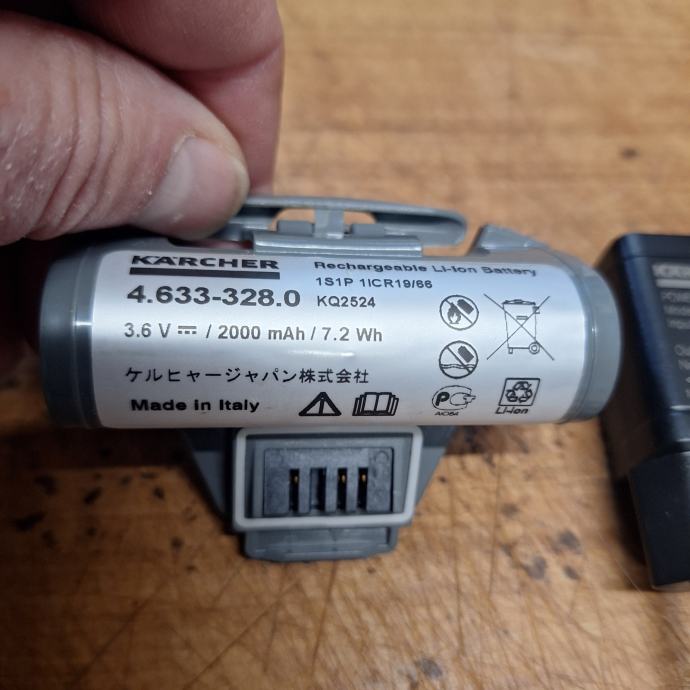 KARCHER
4.633-328.0
3.6 V ⎓ / 2000 mAh / 7.2 Wh
ケルヒャージャパン株式会社
Made in Italy
Rechargeable Li-Ion Battery
1S1P 1ICR19/66
KQ2524
Li-ion